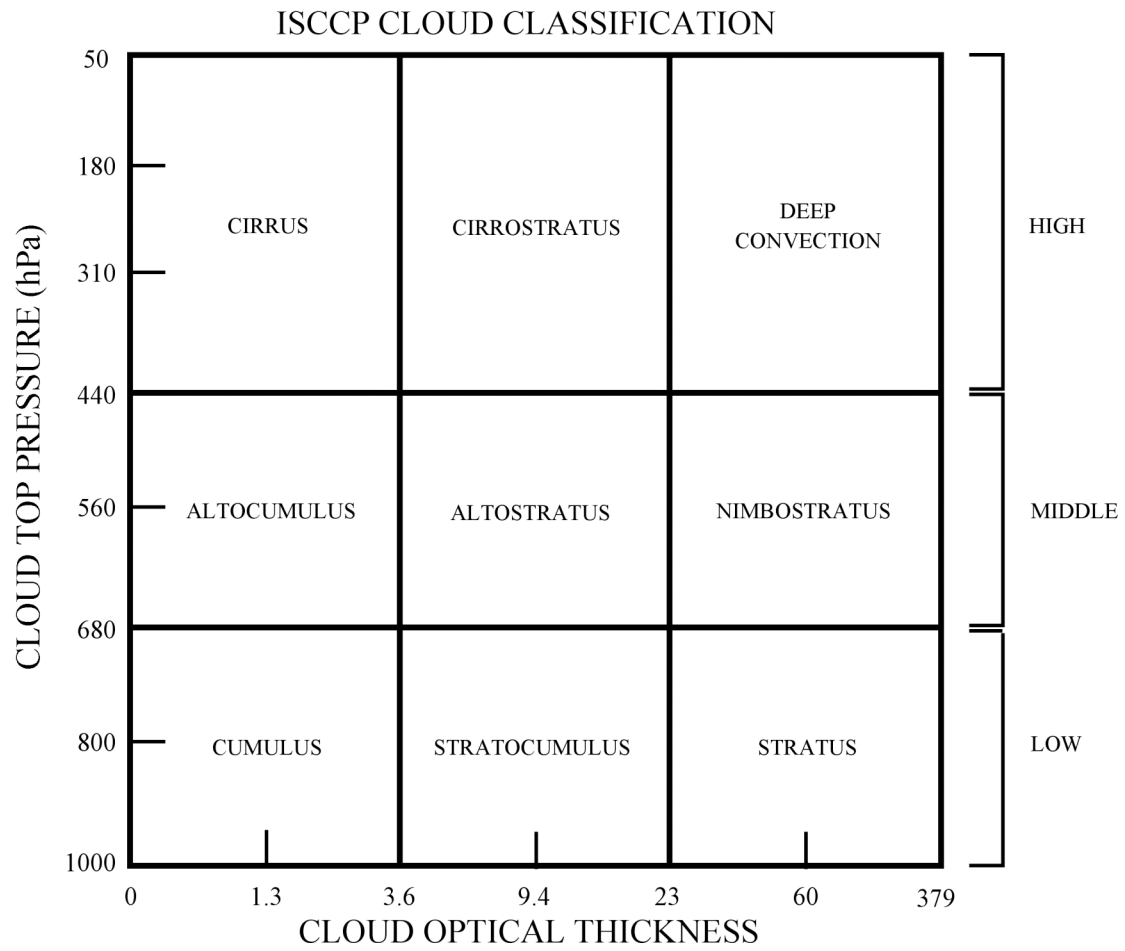 ISCCP CLOUD CLASSIFICATION
50
180
310
440
560
680
800
1000
CLOUD TOP PRESSURE (hPa)
CIRRUS
CIRROSTRATUS
DEEP
CONVECTION
HIGH
ALTOCUMULUS
ALTOSTRATUS
NIMBOSTRATUS
MIDDLE
CUMULUS
STRATOCUMULUS
STRATUS
LOW
0
1.3
3.6
9.4
23
60
379
CLOUD OPTICAL THICKNESS